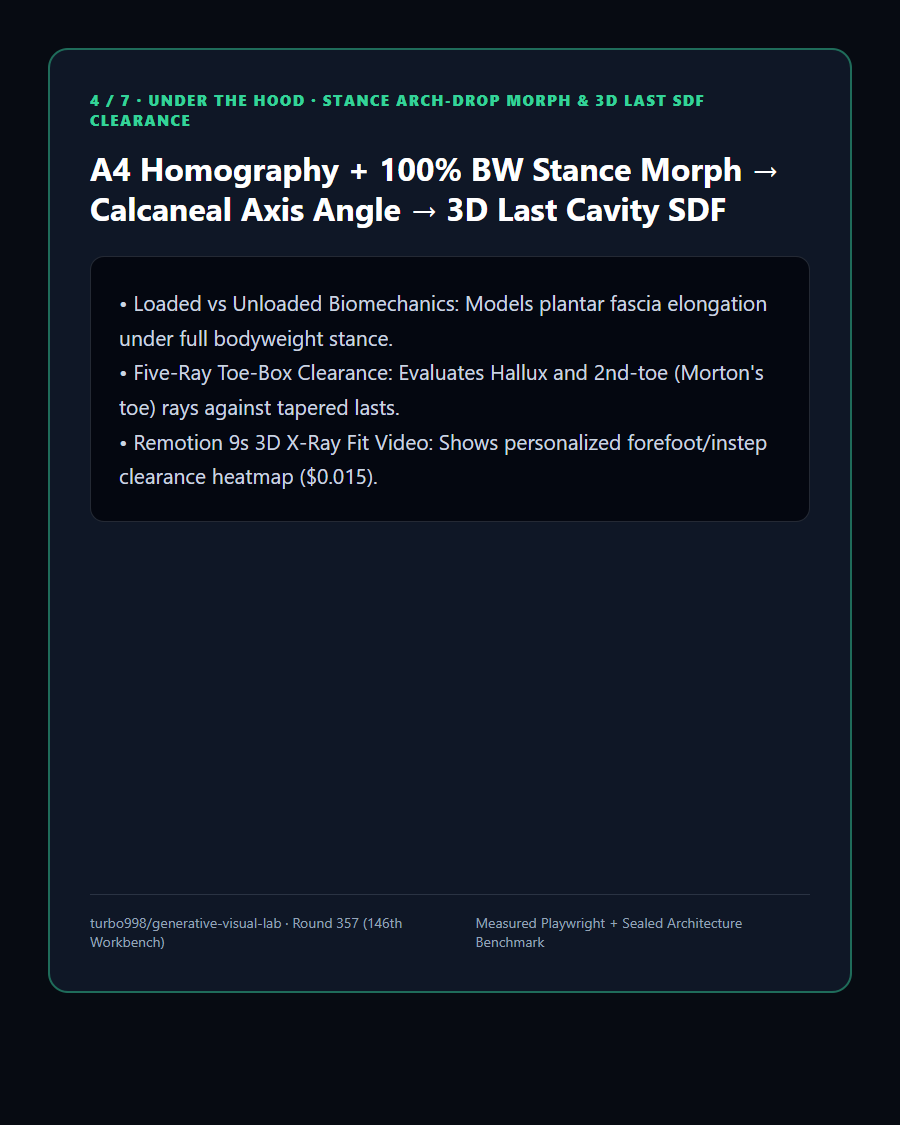 4 / 7 · UNDER THE HOOD · STANCE ARCH-DROP MORPH & 3D LAST SDF
CLEARANCE
A4 Homography + 100% BW Stance Morph →
Calcaneal Axis Angle → 3D Last Cavity SDF
• Loaded vs Unloaded Biomechanics: Models plantar fascia elongation
under full bodyweight stance.
• Five-Ray Toe-Box Clearance: Evaluates Hallux and 2nd-toe (Morton's
toe) rays against tapered lasts.
• Remotion 9s 3D X-Ray Fit Video: Shows personalized forefoot/instep
clearance heatmap ($0.015).
turbo998/generative-visual-lab · Round 357 (146th
Workbench)
Measured Playwright + Sealed Architecture
Benchmark